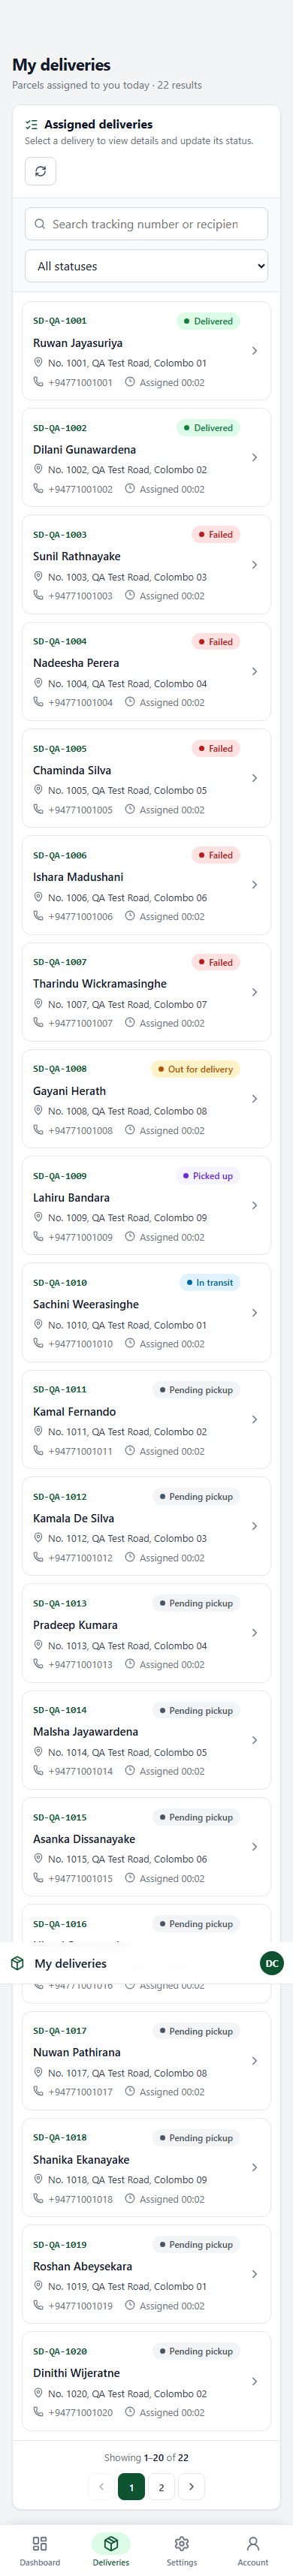 My deliveries
Parcels assigned to you today · 22 results
Assigned deliveries
Select a delivery to view details and update its status.
Search tracking number or recipien
All statuses
SD-QA-1001 Delivered
Ruwan Jayasuriya
No. 1001, QA Test Road, Colombo 01
+94771001001 Assigned 00:02
SD-QA-1002 Delivered
Dilani Gunawardena
No. 1002, QA Test Road, Colombo 02
+94771001002 Assigned 00:02
SD-QA-1003 Failed
Sunil Rathnayake
No. 1003, QA Test Road, Colombo 03
+94771001003 Assigned 00:02
SD-QA-1004 Failed
Nadeesha Perera
No. 1004, QA Test Road, Colombo 04
+94771001004 Assigned 00:02
SD-QA-1005 Failed
Chaminda Silva
No. 1005, QA Test Road, Colombo 05
+94771001005 Assigned 00:02
SD-QA-1006 Failed
Ishara Madushani
No. 1006, QA Test Road, Colombo 06
+94771001006 Assigned 00:02
SD-QA-1007 Failed
Tharindu Wickramasinghe
No. 1007, QA Test Road, Colombo 07
+94771001007 Assigned 00:02
SD-QA-1008 Out for delivery
Gayani Herath
No. 1008, QA Test Road, Colombo 08
+94771001008 Assigned 00:02
SD-QA-1009 Picked up
Lahiru Bandara
No. 1009, QA Test Road, Colombo 09
+94771001009 Assigned 00:02
SD-QA-1010 In transit
Sachini Weerasinghe
No. 1010, QA Test Road, Colombo 01
+94771001010 Assigned 00:02
SD-QA-1011 Pending pickup
Kamal Fernando
No. 1011, QA Test Road, Colombo 02
+94771001011 Assigned 00:02
SD-QA-1012 Pending pickup
Kamala De Silva
No. 1012, QA Test Road, Colombo 03
+94771001012 Assigned 00:02
SD-QA-1013 Pending pickup
Pradeep Kumara
No. 1013, QA Test Road, Colombo 04
+94771001013 Assigned 00:02
SD-QA-1014 Pending pickup
Malsha Jayawardena
No. 1014, QA Test Road, Colombo 05
+94771001014 Assigned 00:02
SD-QA-1015 Pending pickup
Asanka Dissanayake
No. 1015, QA Test Road, Colombo 06
+94771001015 Assigned 00:02
SD-QA-1016 Pending pickup
My deliveries DC
+94771001016 Assigned 00:02
SD-QA-1017 Pending pickup
Nuwan Pathirana
No. 1017, QA Test Road, Colombo 08
+94771001017 Assigned 00:02
SD-QA-1018 Pending pickup
Shanika Ekanayake
No. 1018, QA Test Road, Colombo 09
+94771001018 Assigned 00:02
SD-QA-1019 Pending pickup
Roshan Abeysekara
No. 1019, QA Test Road, Colombo 01
+94771001019 Assigned 00:02
SD-QA-1020 Pending pickup
Dinithi Wijeratne
No. 1020, QA Test Road, Colombo 02
+94771001020 Assigned 00:02
Showing 1–20 of 22
1 2
Dashboard Deliveries Settings Account